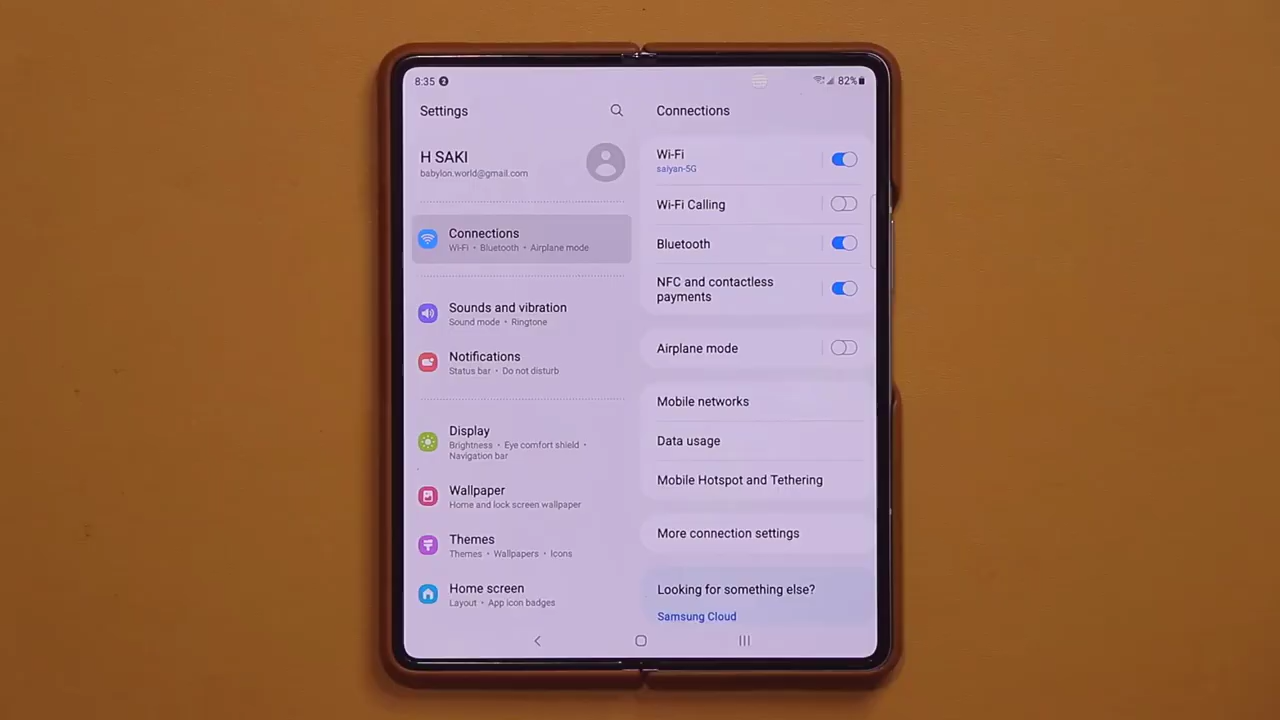 8:35
82%
Settings
H SAKI
babylon.world@gmail.com
Connections
Wi-Fi • Bluetooth • Airplane mode
Sounds and vibration
Sound mode • Ringtone
Notifications
Status bar • Do not disturb
Display
Brightness • Eye comfort shield •
Navigation bar
Wallpaper
Home and lock screen wallpaper
Themes
Themes • Wallpapers • Icons
Home screen
Layout • App icon badges
Connections
Wi-Fi
saiyan-5G
Wi-Fi Calling
Bluetooth
NFC and contactless
payments
Airplane mode
Mobile networks
Data usage
Mobile Hotspot and Tethering
More connection settings
Looking for something else?
Samsung Cloud